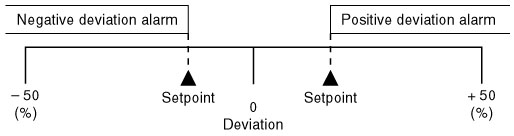 Negative deviation alarm
Positive deviation alarm
– 50
(%)
Setpoint
0
Deviation
Setpoint
+ 50
(%)